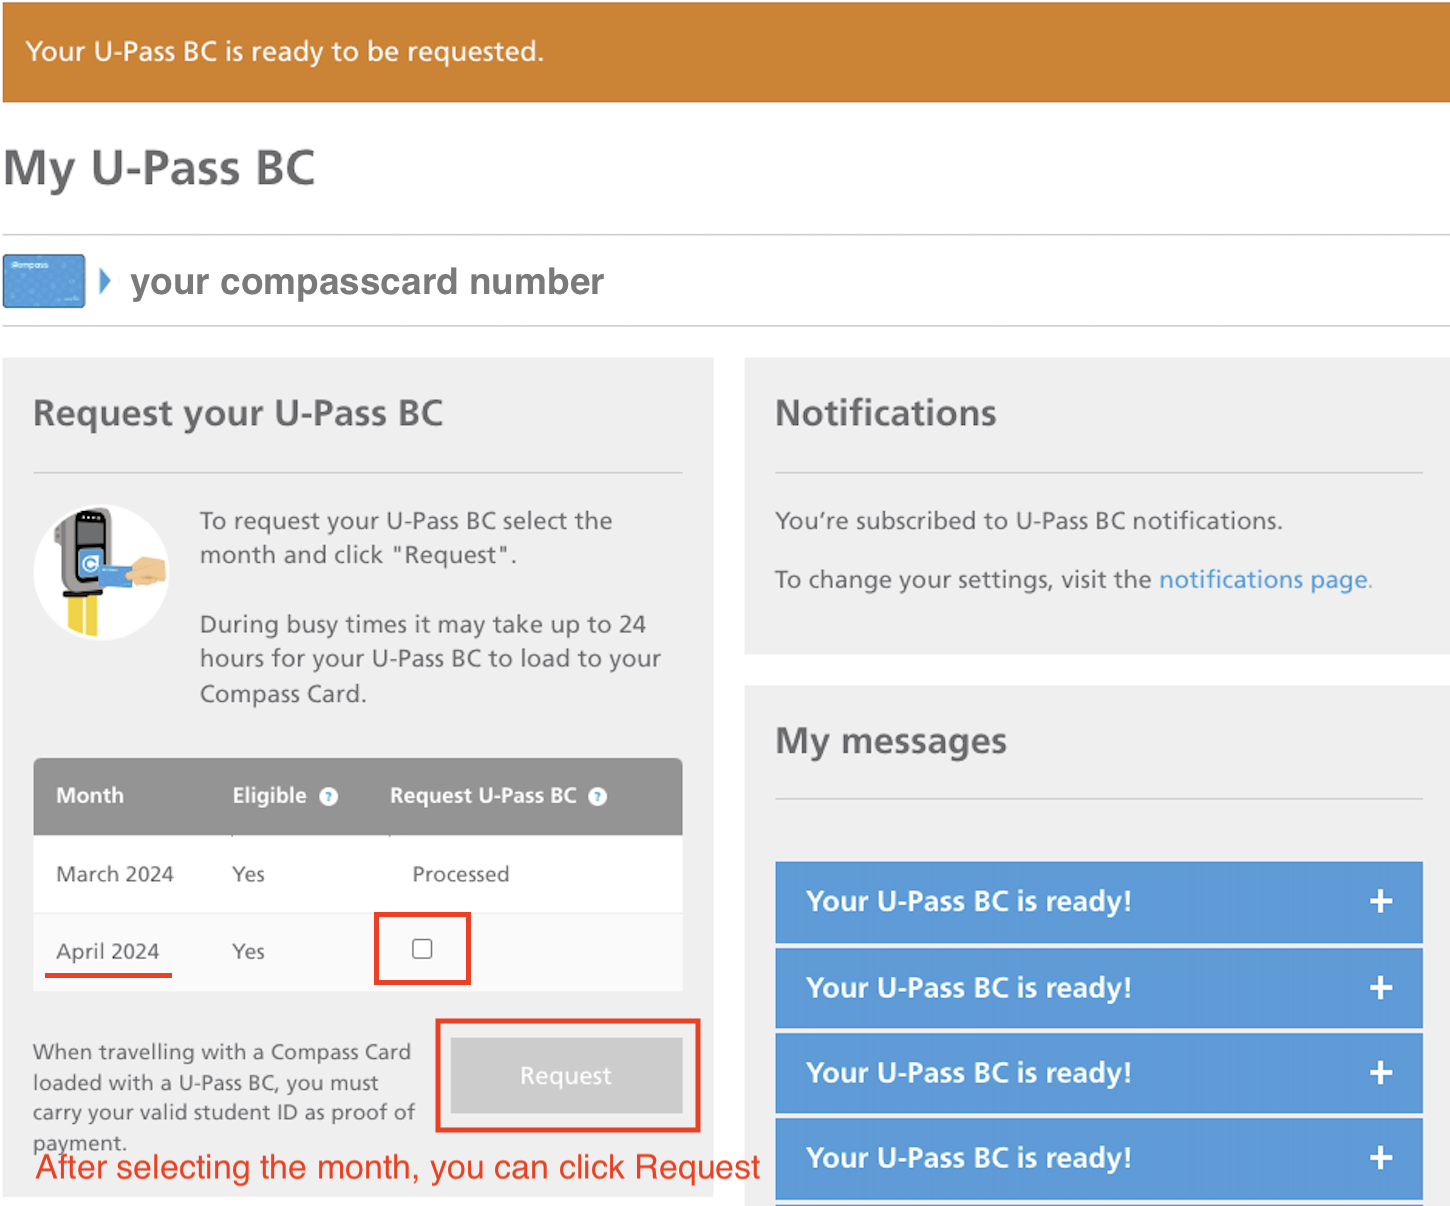 Your U-Pass BC is ready to be requested.
My U-Pass BC
your compasscard number
Request your U-Pass BC
To request your U-Pass BC select the
month and click "Request".
During busy times it may take up to 24
hours for your U-Pass BC to load to your
Compass Card.
Month Eligible ? Request U-Pass BC ?
March 2024 Yes Processed
April 2024 Yes
When travelling with a Compass Card
loaded with a U-Pass BC, you must
carry your valid student ID as proof of
payment.
Request
After selecting the month, you can click Request
Notifications
You’re subscribed to U-Pass BC notifications.
To change your settings, visit the notifications page.
My messages
Your U-Pass BC is ready! +
Your U-Pass BC is ready! +
Your U-Pass BC is ready! +
Your U-Pass BC is ready! +